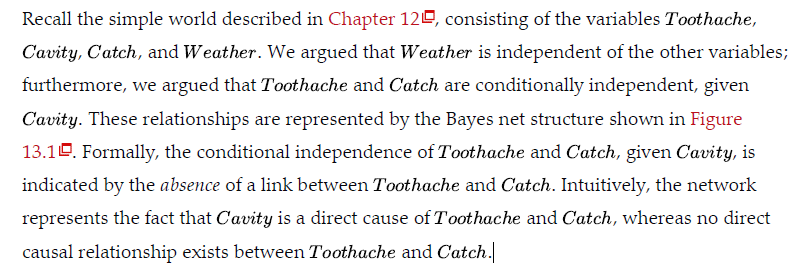 Recall the simple world described in Chapter 12, consisting of the variables Toothache,
Cavity, Catch, and Weather. We argued that Weather is independent of the other variables;
furthermore, we argued that Toothache and Catch are conditionally independent, given
Cavity. These relationships are represented by the Bayes net structure shown in Figure
13.1. Formally, the conditional independence of Toothache and Catch, given Cavity, is
indicated by the absence of a link between Toothache and Catch. Intuitively, the network
represents the fact that Cavity is a direct cause of Toothache and Catch, whereas no direct
causal relationship exists between Toothache and Catch.